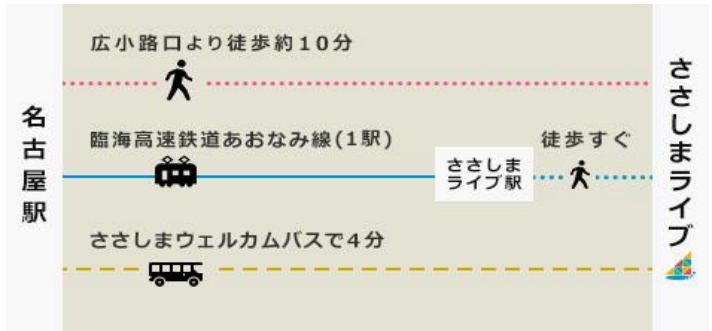 広小路口より徒歩約10分
名古屋駅
臨海高速鉄道あおなみ線(1駅)
ささしま
ライブ駅
徒歩すぐ
ささしまウェルカムバスで4分
ささしまライブ